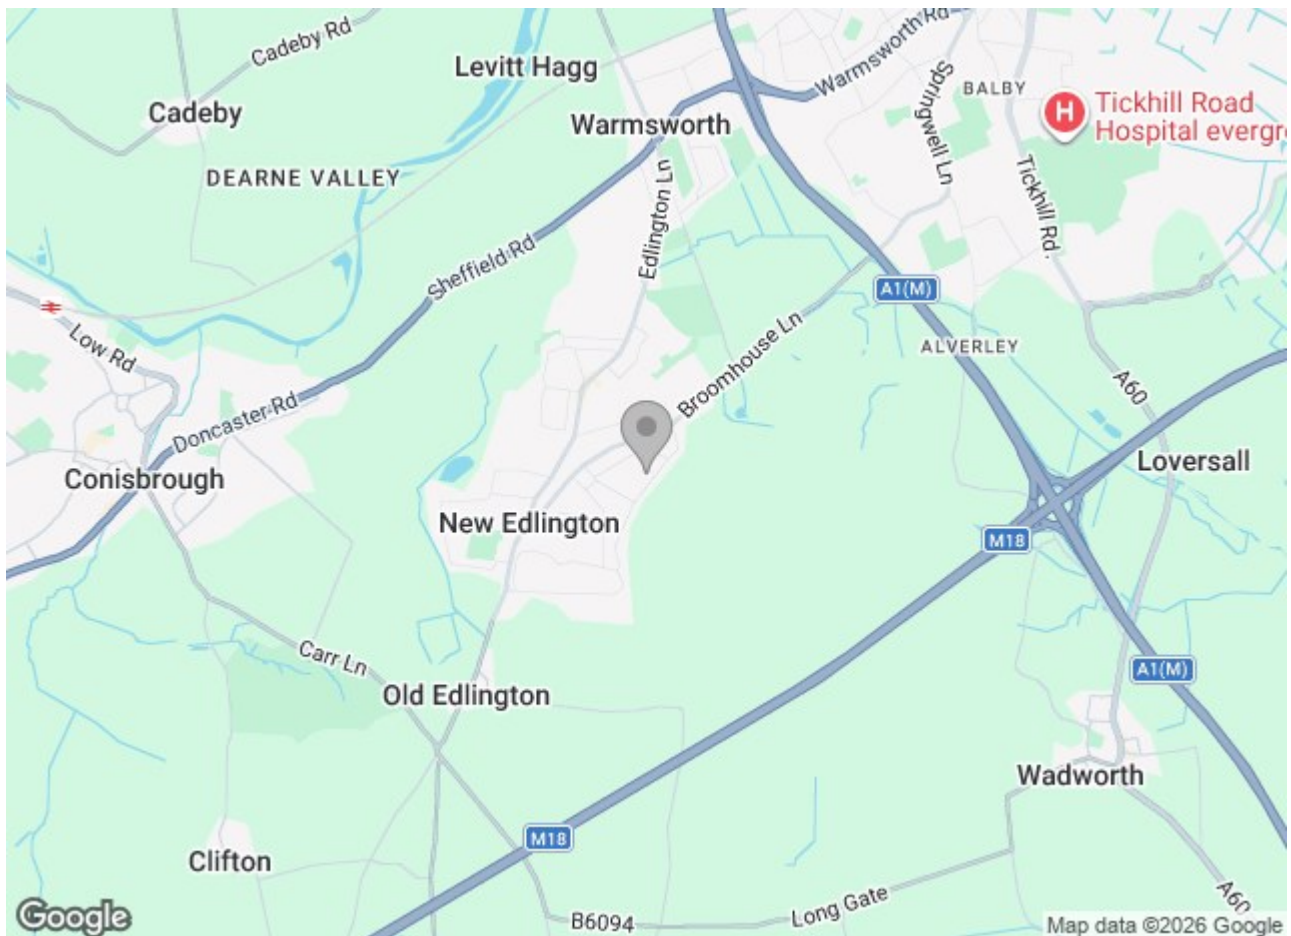 Cadeby Rd
Levitt Hagg
Warmsworth Rd
Cadeby
Warmsworth
Springwell Ln
BALBY
Tickhill Road
Hospital evergre
DEARNE VALLEY
Edlington Ln
Tickhill Rd.
Sheffield Rd
A1(M)
Low Rd
Broomhouse Ln
ALVERLEY
A60
Doncaster Rd
Conisbrough
Loversall
New Edlington
M18
Carr Ln
Old Edlington
A1(M)
Wadworth
M18
Clifton
A60
Long Gate
B6094
Google
Map data ©2026 Google